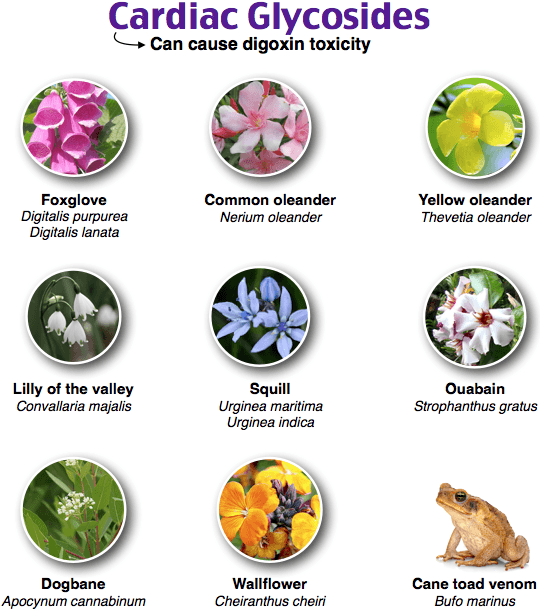 Cardiac Glycosides
Can cause digoxin toxicity
Foxglove
Digitalis purpurea
Digitalis lanata
Common oleander
Nerium oleander
Yellow oleander
Thevetia oleander
Lilly of the valley
Convallaria majalis
Squill
Urginea maritima
Urginea indica
Ouabain
Strophanthus gratus
Dogbane
Apocynum cannabinum
Wallflower
Cheiranthus cheiri
Cane toad venom
Bufo marinus